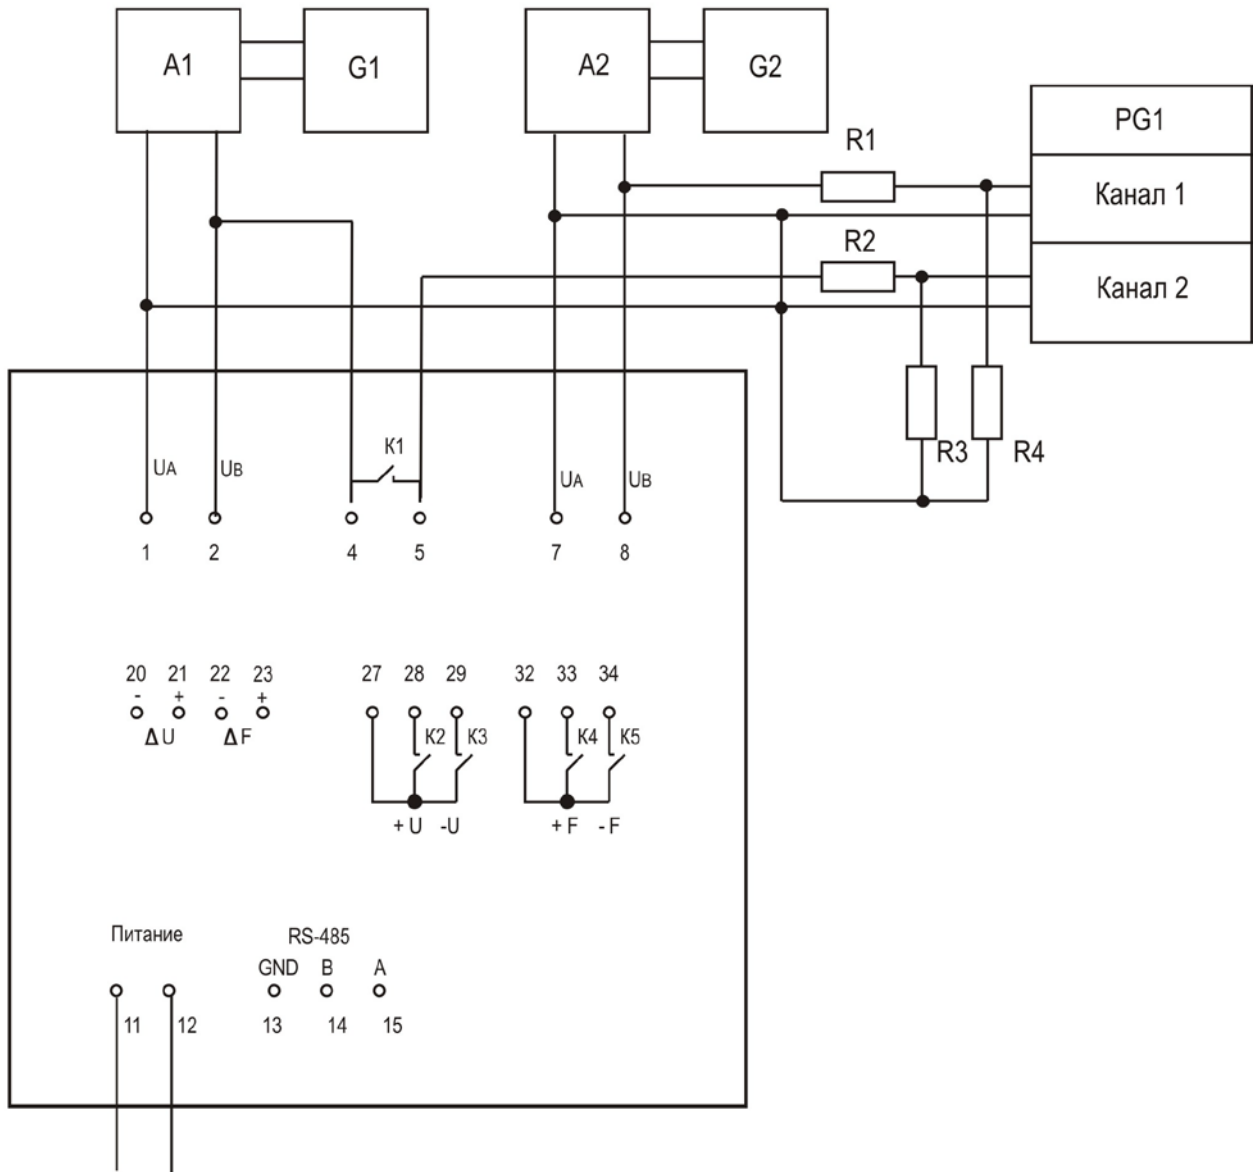 A1 G1 A2 G2
PG1
R1
Канал 1
R2
Канал 2
K1
R3 R4
UA UB UA UB
1 2 4 5 7 8
20 21 22 23 27 28 29 32 33 34
- + - +
Δ U Δ F K2 K3 K4 K5
+ U -U + F - F
Питание RS-485
GND B A
11 12 13 14 15